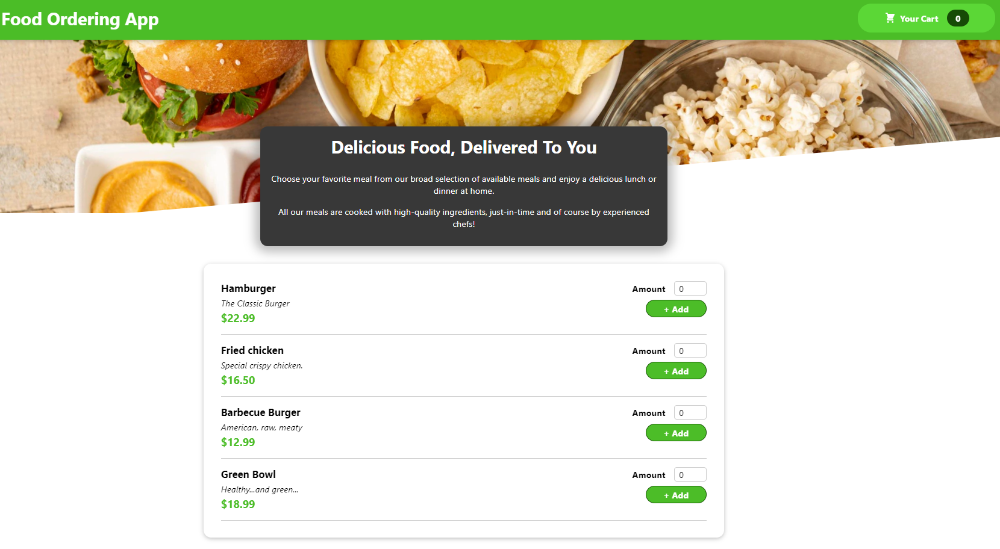 Food Ordering App
Your Cart 0
Delicious Food, Delivered To You
Choose your favorite meal from our broad selection of available meals and enjoy a delicious lunch or
dinner at home.
All our meals are cooked with high-quality ingredients, just-in-time and of course by experienced
chefs!
Hamburger
The Classic Burger
$22.99
Amount 0
+ Add
Fried chicken
Special crispy chicken.
$16.50
Amount 0
+ Add
Barbecue Burger
American, raw, meaty
$12.99
Amount 0
+ Add
Green Bowl
Healthy...and green...
$18.99
Amount 0
+ Add